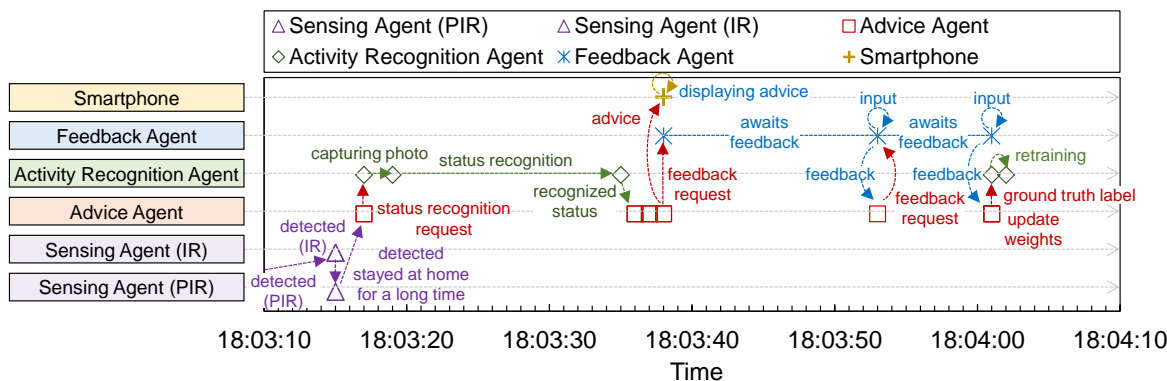 Sensing Agent (PIR) Sensing Agent (IR) Advice Agent
Activity Recognition Agent Feedback Agent Smartphone
Smartphone
displaying advice
input
input
advice
Feedback Agent
awaits
feedback
awaits
feedback
capturing photo
status recognition
retraining
Activity Recognition Agent
recognized
status
feedback
request
feedback
feedback
request
feedback
ground truth label
Advice Agent
status recognition
request
update
weights
detected
(IR)
Sensing Agent (IR)
detected
stayed at home
for a long time
detected
(PIR)
Sensing Agent (PIR)
18:03:10 18:03:20 18:03:30 18:03:40 18:03:50 18:04:00 18:04:10
Time